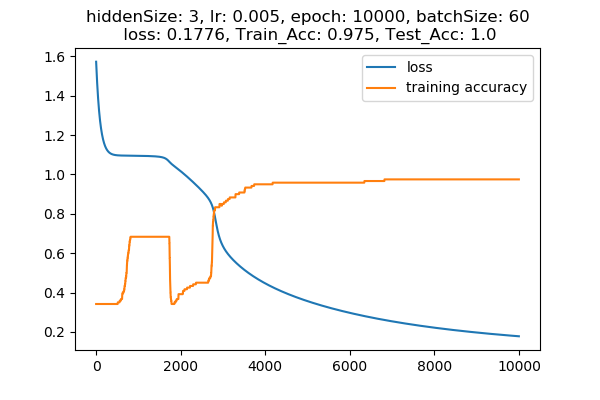 hiddenSize: 3, lr: 0.005, epoch: 10000, batchSize: 60
loss: 0.1776, Train_Acc: 0.975, Test_Acc: 1.0
loss
training accuracy
1.6
1.4
1.2
1.0
0.8
0.6
0.4
0.2
0 2000 4000 6000 8000 10000